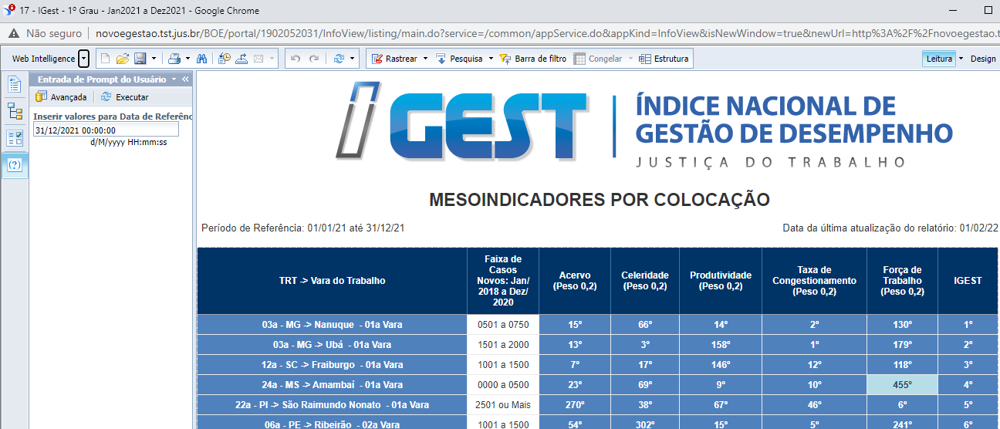 17 - IGest - 1º Grau - Jan2021 a Dez2021 - Google Chrome
Não seguro | novoegestao.tst.jus.br/BOE/portal/1902052031/InfoView/listing/main.do?service=/common/appService.do&appKind=InfoView&isNewWindow=true&newUrl=http%3A%2F%2Fnovoegestao.t
Web Intelligence Rastrear Pesquisa Barra de filtro Congelar Estrutura Leitura Design
Entrada de Prompt do Usuário
Avançada Executar
Inserir valores para Data de Referênc
31/12/2021 00:00:00
d/M/yyyy HH:mm:ss
IGEST
ÍNDICE NACIONAL DE
GESTÃO DE DESEMPENHO
JUSTIÇA DO TRABALHO
MESOINDICADORES POR COLOCAÇÃO
Período de Referência: 01/01/21 até 31/12/21 Data da última atualização do relatório: 01/02/22
TRT -> Vara do Trabalho Faixa de Casos Novos: Jan/ 2018 a Dez/ 2020 Acervo (Peso 0,2) Celeridade (Peso 0,2) Produtividade (Peso 0,2) Taxa de Congestionamento (Peso 0,2) Força de Trabalho (Peso 0,2) IGEST
03a - MG -> Nanuque - 01a Vara 0501 a 0750 15º 66º 14º 2º 130º 1º
03a - MG -> Ubá - 01a Vara 1501 a 2000 13º 3º 158º 1º 179º 2º
12a - SC -> Fraiburgo - 01a Vara 1001 a 1500 7º 17º 146º 12º 118º 3º
24a - MS -> Amambaí - 01a Vara 0000 a 0500 23º 69º 9º 10º 455º 4º
22a - PI -> São Raimundo Nonato - 01a Vara 2501 ou Mais 270º 38º 67º 46º 6º 5º
06a - PE -> Ribeirão - 02a Vara 1001 a 1500 54º 302º 15º 5º 241º 6º